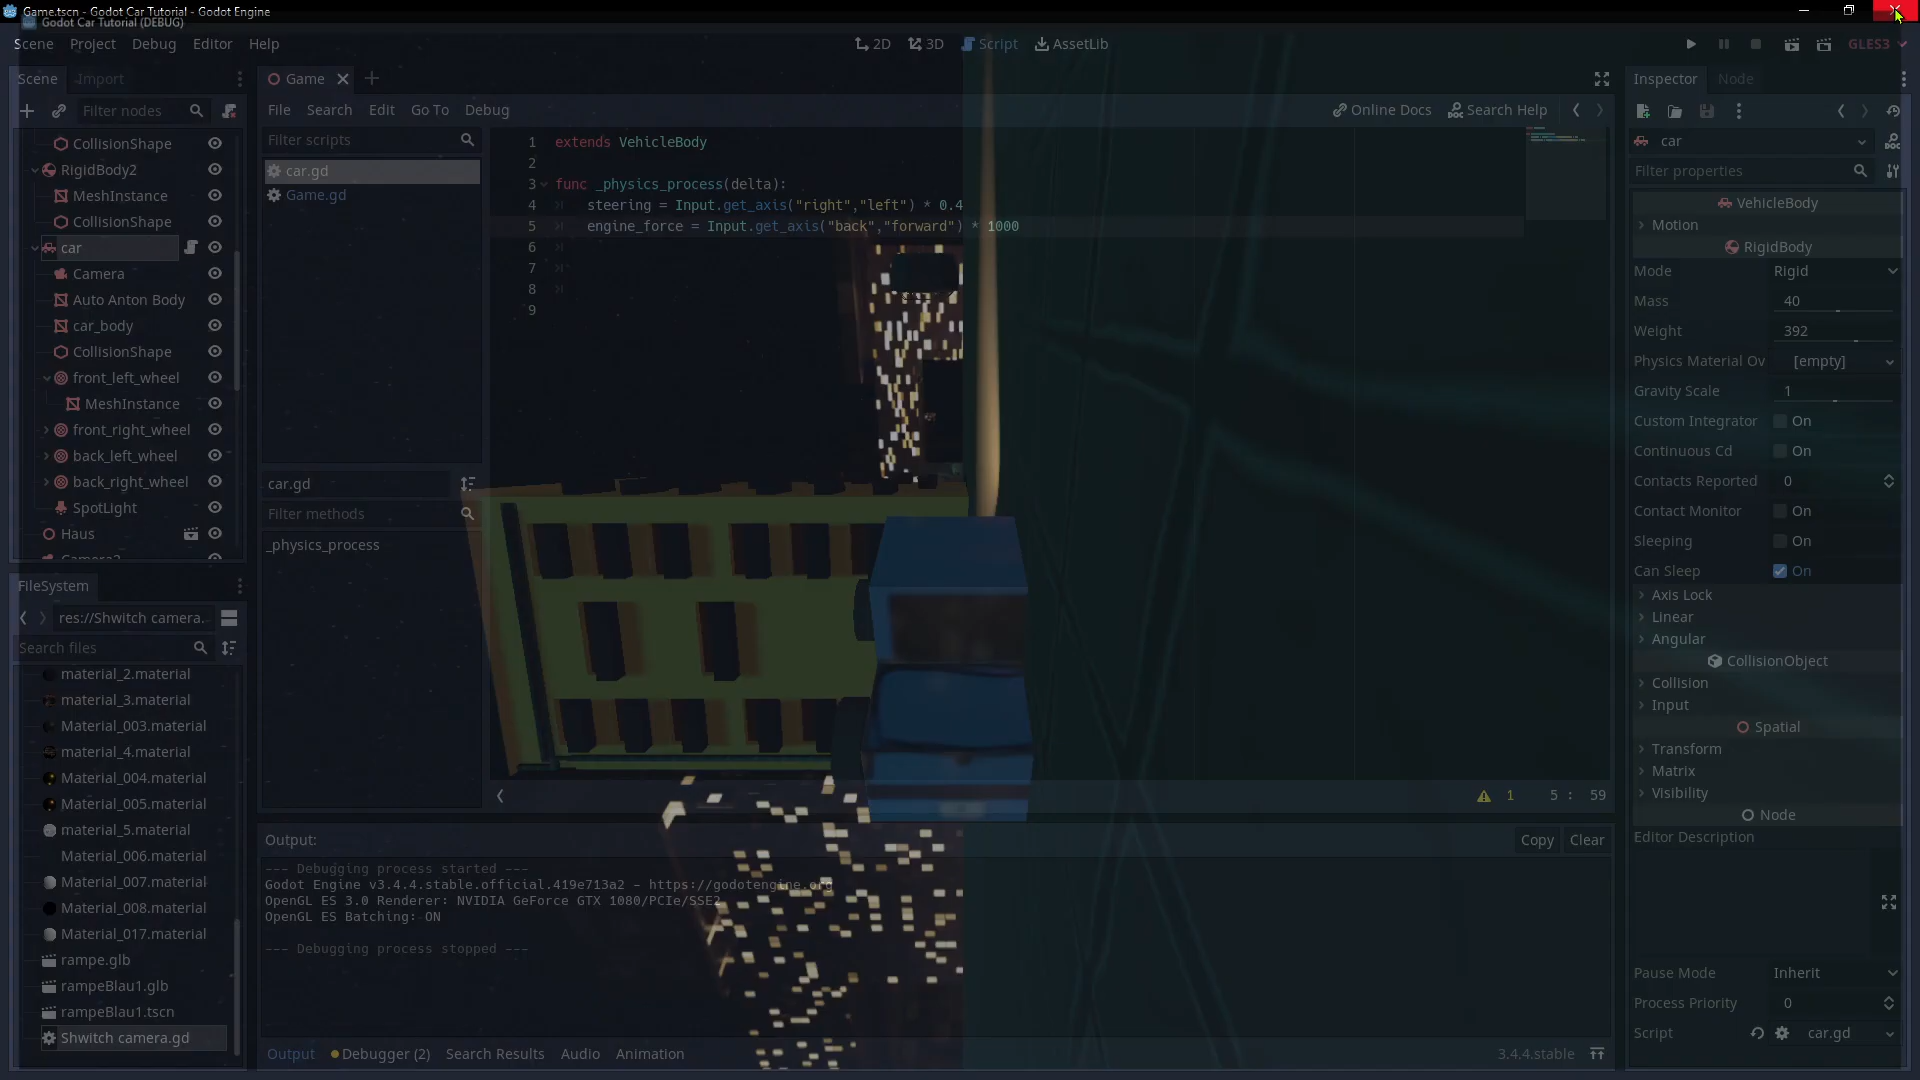 Game.tscn - Godot Car Tutorial - Godot Engine
Godot Car Tutorial (DEBUG)
Scene Project Debug Editor Help
2D 3D Script AssetLib
GLES3
Scene Import
Filter nodes
CollisionShape
RigidBody2
MeshInstance
CollisionShape
car
Camera
Auto Anton Body
car_body
CollisionShape
front_left_wheel
MeshInstance
front_right_wheel
back_left_wheel
back_right_wheel
SpotLight
Haus
Camera2
FileSystem
res://Shwitch camera.
Search files
material_2.material
material_3.material
Material_003.material
material_4.material
Material_004.material
Material_005.material
material_5.material
Material_006.material
Material_007.material
Material_008.material
Material_017.material
rampe.glb
rampeBlau1.glb
rampeBlau1.tscn
Shwitch camera.gd
Game
File Search Edit Go To Debug
Online Docs Search Help
Filter scripts
car.gd
Game.gd
car.gd
Filter methods
_physics_process
1 extends VehicleBody
2
3 func _physics_process(delta):
4 steering = Input.get_axis("right","left") * 0.4
5 engine_force = Input.get_axis("back","forward") * 1000
6
7
8
9
1 5 : 59
Output:
Copy Clear
--- Debugging process started ---
Godot Engine v3.4.4.stable.official.419e713a2 - https://godotengine.org
OpenGL ES 3.0 Renderer: NVIDIA GeForce GTX 1080/PCIe/SSE2
OpenGL ES Batching: ON
--- Debugging process stopped ---
Output Debugger (2) Search Results Audio Animation
3.4.4.stable
Inspector Node
car
Filter properties
VehicleBody
Motion
RigidBody
Mode Rigid
Mass 40
Weight 392
Physics Material Ov [empty]
Gravity Scale 1
Custom Integrator On
Continuous Cd On
Contacts Reported 0
Contact Monitor On
Sleeping On
Can Sleep On
Axis Lock
Linear
Angular
CollisionObject
Collision
Input
Spatial
Transform
Matrix
Visibility
Node
Editor Description
Pause Mode Inherit
Process Priority 0
Script car.gd